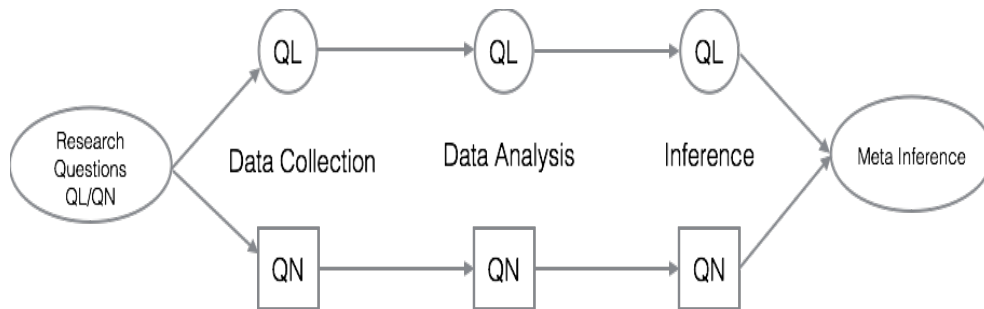 QL
QL
QL
Research
Questions
QL/QN
Data Collection
Data Analysis
Inference
Meta Inference
QN
QN
QN